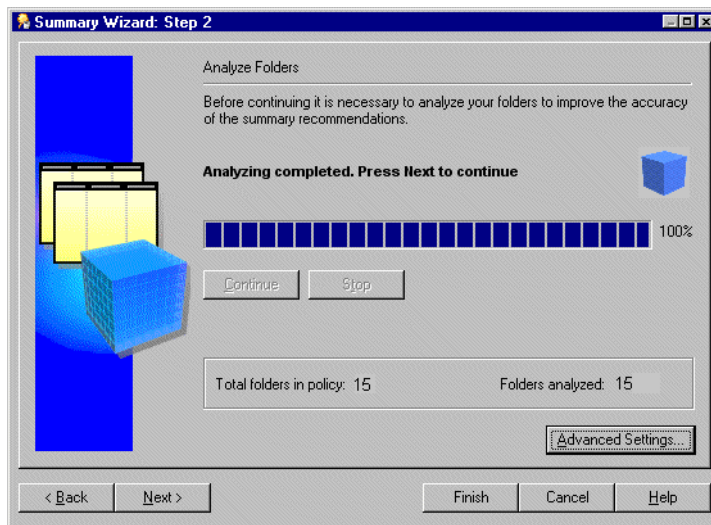 Summary Wizard: Step 2
Analyze Folders
Before continuing it is necessary to analyze your folders to improve the accuracy
of the summary recommendations.
Analyzing completed. Press Next to continue
100%
Continue Stop
Total folders in policy: 15 Folders analyzed: 15
Advanced Settings...
< Back Next > Finish Cancel Help